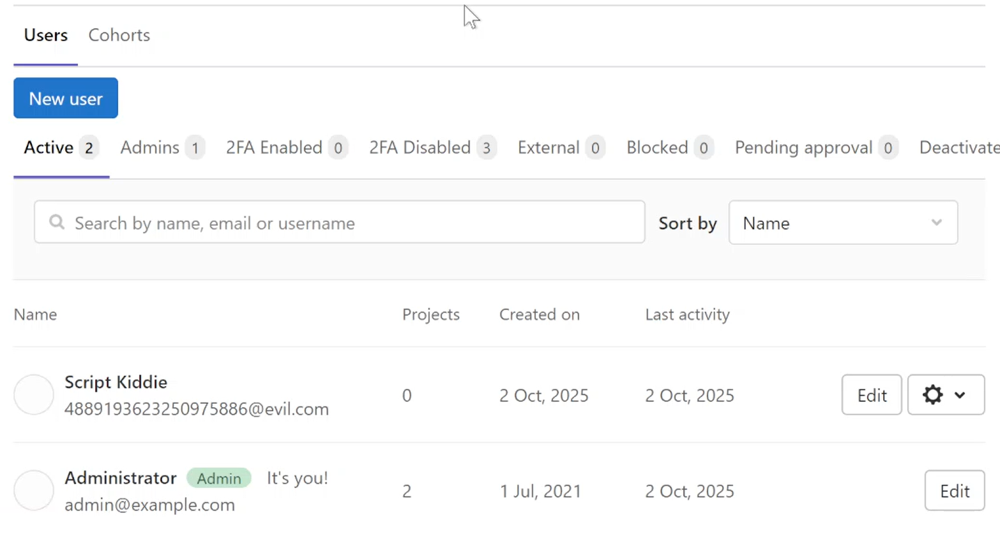 Users Cohorts
New user
Active 2 Admins 1 2FA Enabled 0 2FA Disabled 3 External 0 Blocked 0 Pending approval 0 Deactivate
Search by name, email or username Sort by Name
Name Projects Created on Last activity
Script Kiddie
4889193623250975886@evil.com 0 2 Oct, 2025 2 Oct, 2025 Edit
Administrator Admin It's you!
admin@example.com 2 1 Jul, 2021 2 Oct, 2025 Edit